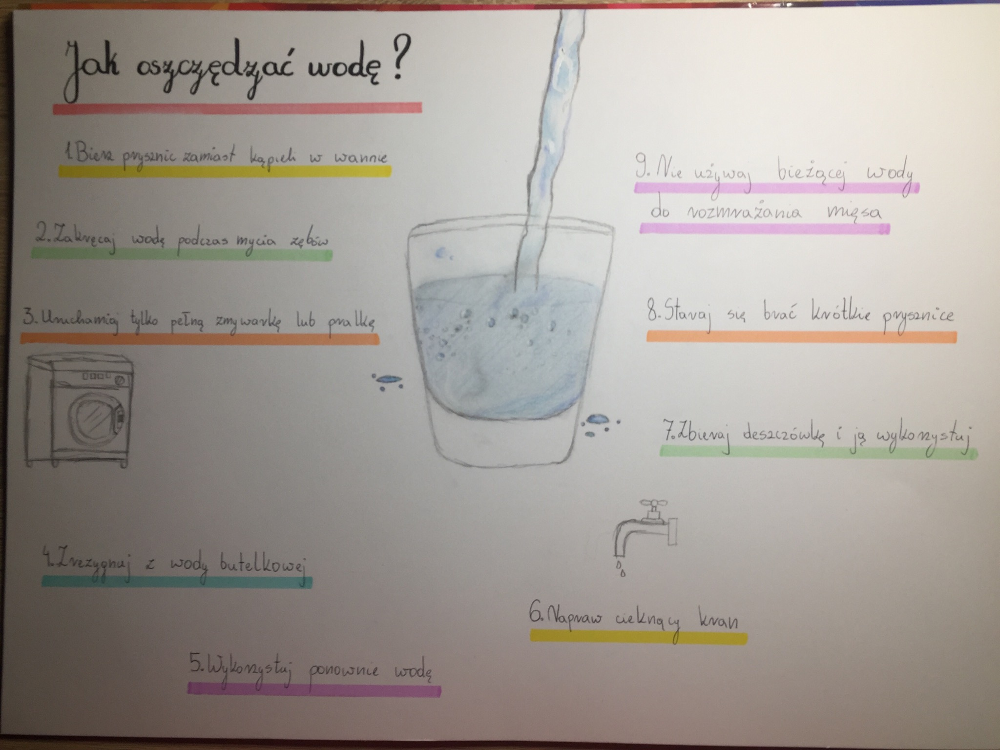 Jak oszczędzać wodę?
1. Bierz prysznic zamiast kąpieli w wannie
2. Zakręcaj wodę podczas mycia zębów
3. Uruchamiaj tylko pełną zmywarkę lub pralkę
4. Zrezygnuj z wody butelkowej
5. Wykorzystuj ponownie wodę
6. Napraw cieknący kran
7. Zbieraj deszczówkę i ją wykorzystuj
8. Staraj się brać krótkie prysznice
9. Nie używaj bieżącej wody
do rozmrażania mięsa